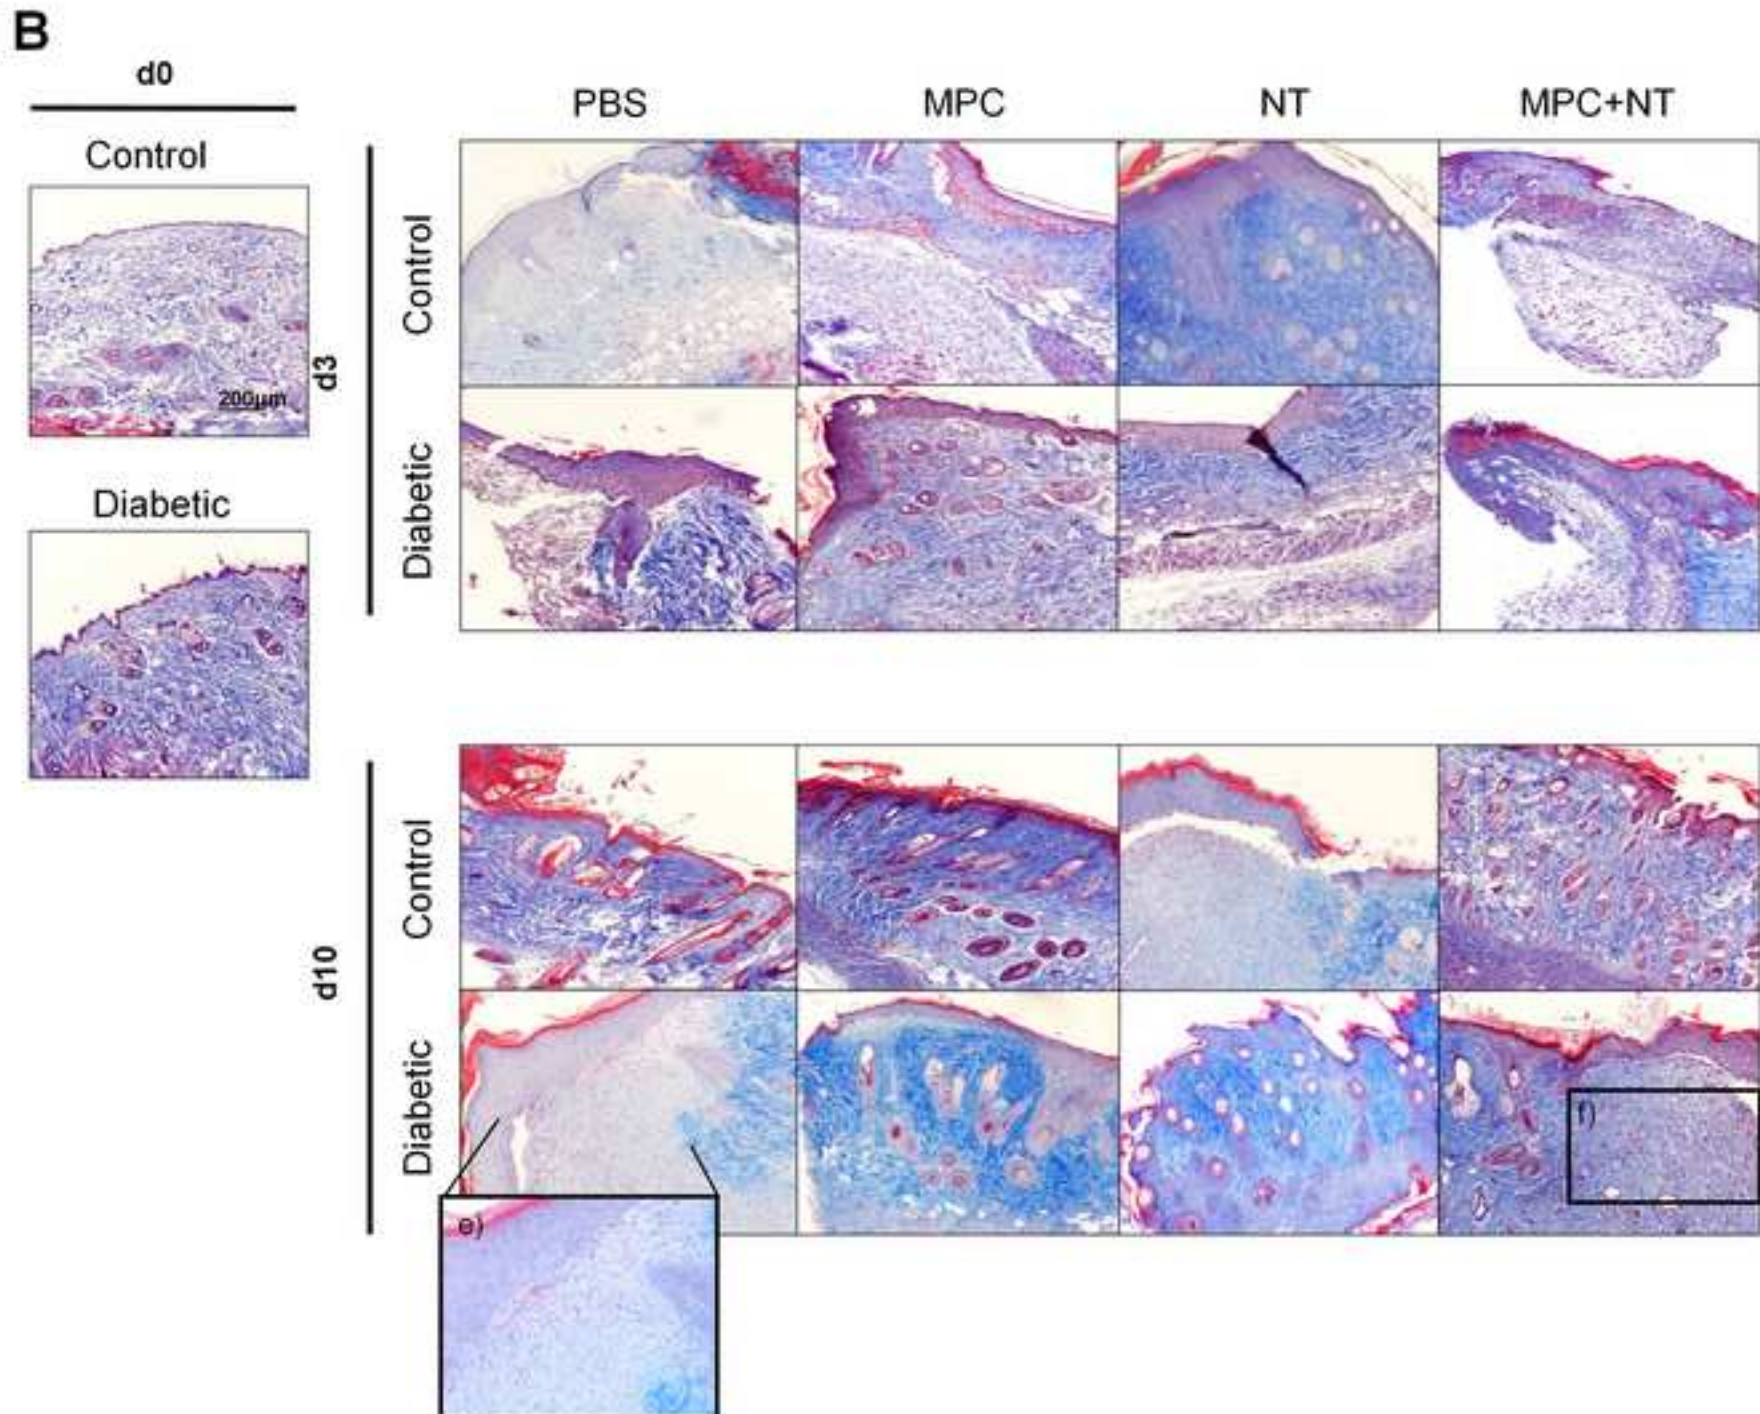 B
d0
Control
200µm
Diabetic
PBS
MPC
NT
MPC+NT
d3
Control
Diabetic
d10
Control
Diabetic
e)
f)